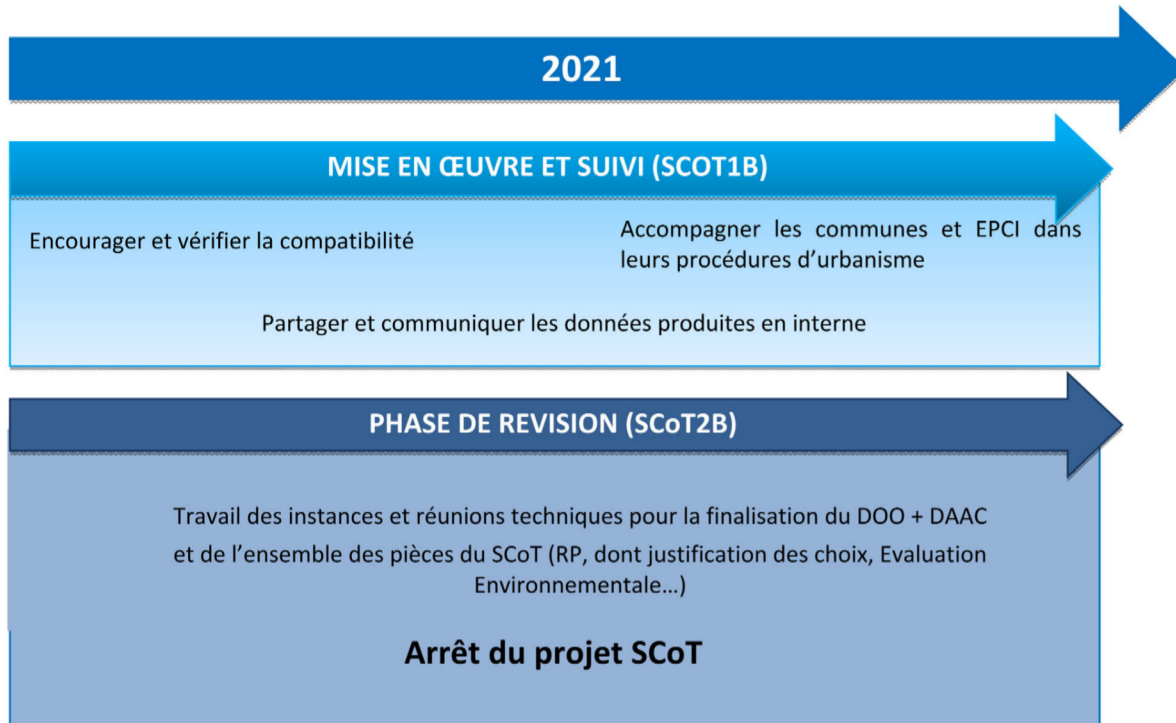 2021
MISE EN ŒUVRE ET SUIVI (SCOT1B)
Encourager et vérifier la compatibilité
Accompagner les communes et EPCI dans
leurs procédures d’urbanisme
Partager et communiquer les données produites en interne
PHASE DE REVISION (SCoT2B)
Travail des instances et réunions techniques pour la finalisation du DOO + DAAC
et de l’ensemble des pièces du SCoT (RP, dont justification des choix, Evaluation
Environnementale…)
Arrêt du projet SCoT